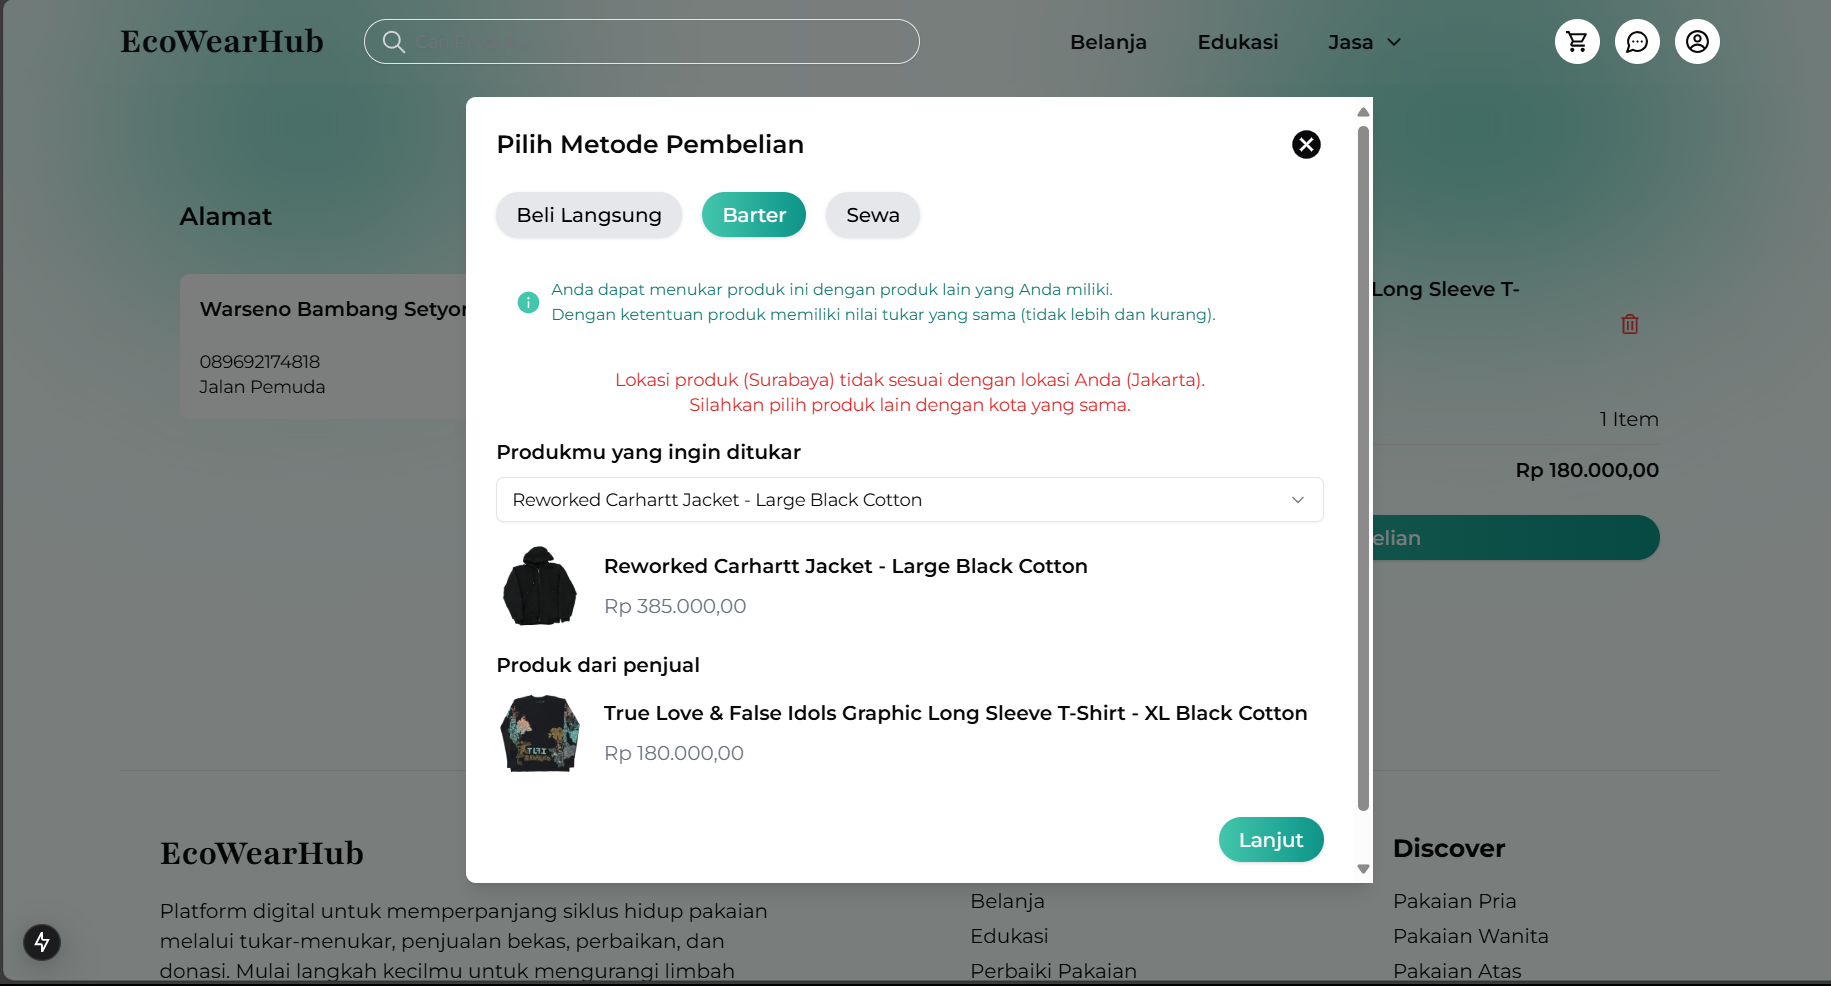 EcoWearHub
Cari Produk
Belanja
Edukasi
Jasa
Alamat
Warseno Bambang Setyo
089692174818
Jalan Pemuda
Pilih Metode Pembelian
Beli Langsung
Barter
Sewa
Anda dapat menukar produk ini dengan produk lain yang Anda miliki.
Dengan ketentuan produk memiliki nilai tukar yang sama (tidak lebih dan kurang).
Lokasi produk (Surabaya) tidak sesuai dengan lokasi Anda (Jakarta).
Silahkan pilih produk lain dengan kota yang sama.
Produkmu yang ingin ditukar
Reworked Carhartt Jacket - Large Black Cotton
Reworked Carhartt Jacket - Large Black Cotton
Rp 385.000,00
Produk dari penjual
True Love & False Idols Graphic Long Sleeve T-Shirt - XL Black Cotton
Rp 180.000,00
Lanjut
Long Sleeve T-
1 Item
Rp 180.000,00
elian
EcoWearHub
Platform digital untuk memperpanjang siklus hidup pakaian
melalui tukar-menukar, penjualan bekas, perbaikan, dan
donasi. Mulai langkah kecilmu untuk mengurangi limbah
Belanja
Edukasi
Perbaiki Pakaian
Discover
Pakaian Pria
Pakaian Wanita
Pakaian Atas